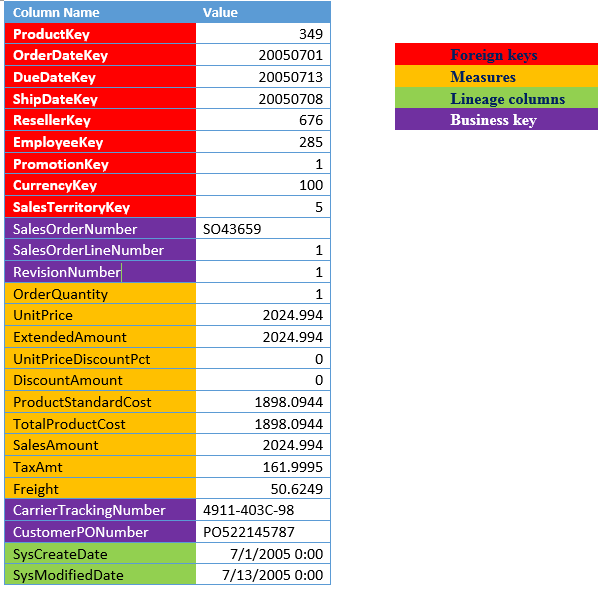 Column Name Value
ProductKey 349
OrderDateKey 20050701
DueDateKey 20050713
ShipDateKey 20050708
ResellerKey 676
EmployeeKey 285
PromotionKey 1
CurrencyKey 100
SalesTerritoryKey 5
SalesOrderNumber SO43659
SalesOrderLineNumber 1
RevisionNumber 1
OrderQuantity 1
UnitPrice 2024.994
ExtendedAmount 2024.994
UnitPriceDiscountPct 0
DiscountAmount 0
ProductStandardCost 1898.0944
TotalProductCost 1898.0944
SalesAmount 2024.994
TaxAmt 161.9995
Freight 50.6249
CarrierTrackingNumber 4911-403C-98
CustomerPONumber PO522145787
SysCreateDate 7/1/2005 0:00
SysModifiedDate 7/13/2005 0:00
Foreign keys
Measures
Lineage columns
Business key